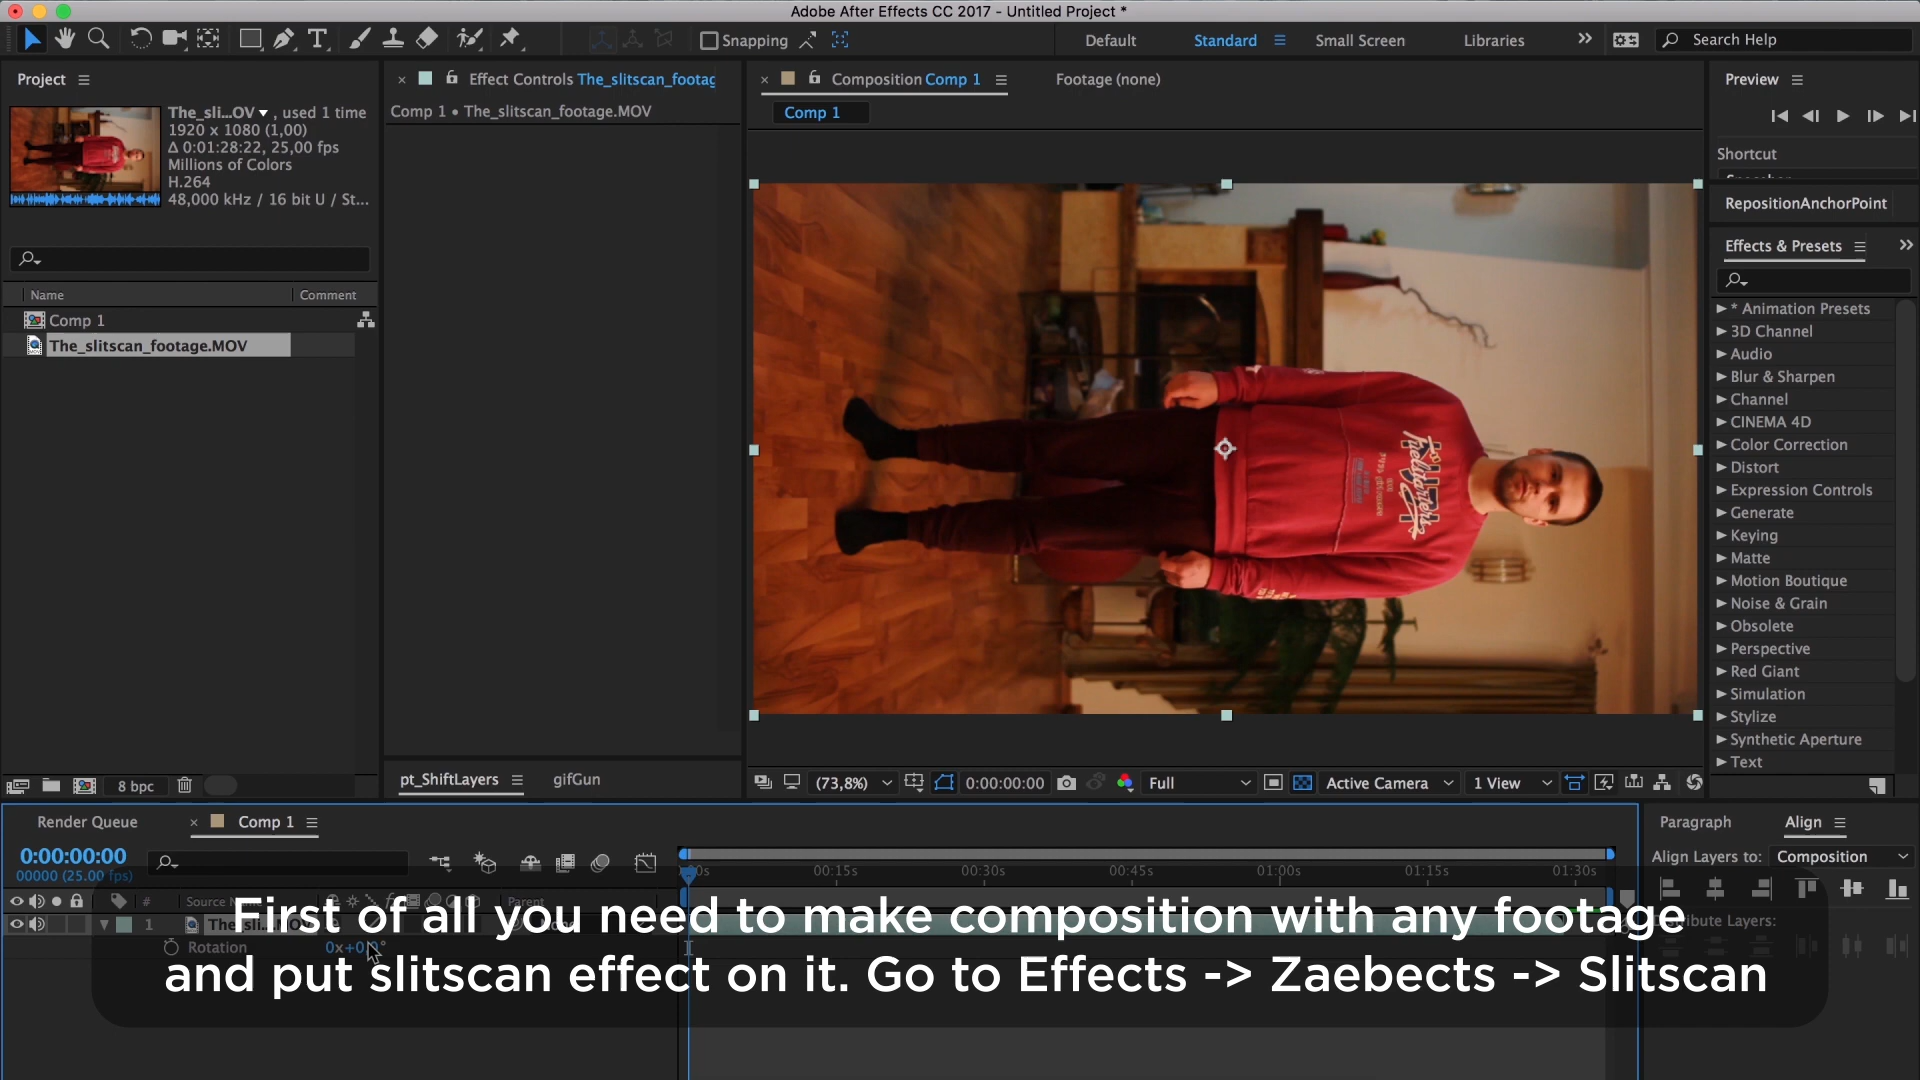 Adobe After Effects CC 2017 - Untitled Project *
Snapping
Default
Standard
Small Screen
Libraries
Search Help
Project
The_sli...OV , used 1 time
1920 x 1080 (1,00)
Δ 0:01:28:22, 25,00 fps
Millions of Colors
H.264
48,000 kHz / 16 bit U / St...
Name
Comment
Comp 1
The_slitscan_footage.MOV
8 bpc
Effect Controls The_slitscan_footag
Comp 1 • The_slitscan_footage.MOV
pt_ShiftLayers
gifGun
Composition Comp 1
Footage (none)
Comp 1
(73,8%)
0:00:00:00
Full
Active Camera
1 View
Preview
Shortcut
RepositionAnchorPoint
Effects & Presets
* Animation Presets
3D Channel
Audio
Blur & Sharpen
Channel
CINEMA 4D
Color Correction
Distort
Expression Controls
Generate
Keying
Matte
Motion Boutique
Noise & Grain
Obsolete
Perspective
Red Giant
Simulation
Stylize
Synthetic Aperture
Text
Render Queue
Comp 1
0:00:00:00
00000 (25.00 fps)
00:15s
00:30s
00:45s
01:00s
01:15s
01:30s
#
Parent
1
Rotation
Paragraph
Align
Align Layers to: Composition
Layers:
First of all you need to make composition with any footage
and put slitscan effect on it. Go to Effects -> Zaebects -> Slitscan